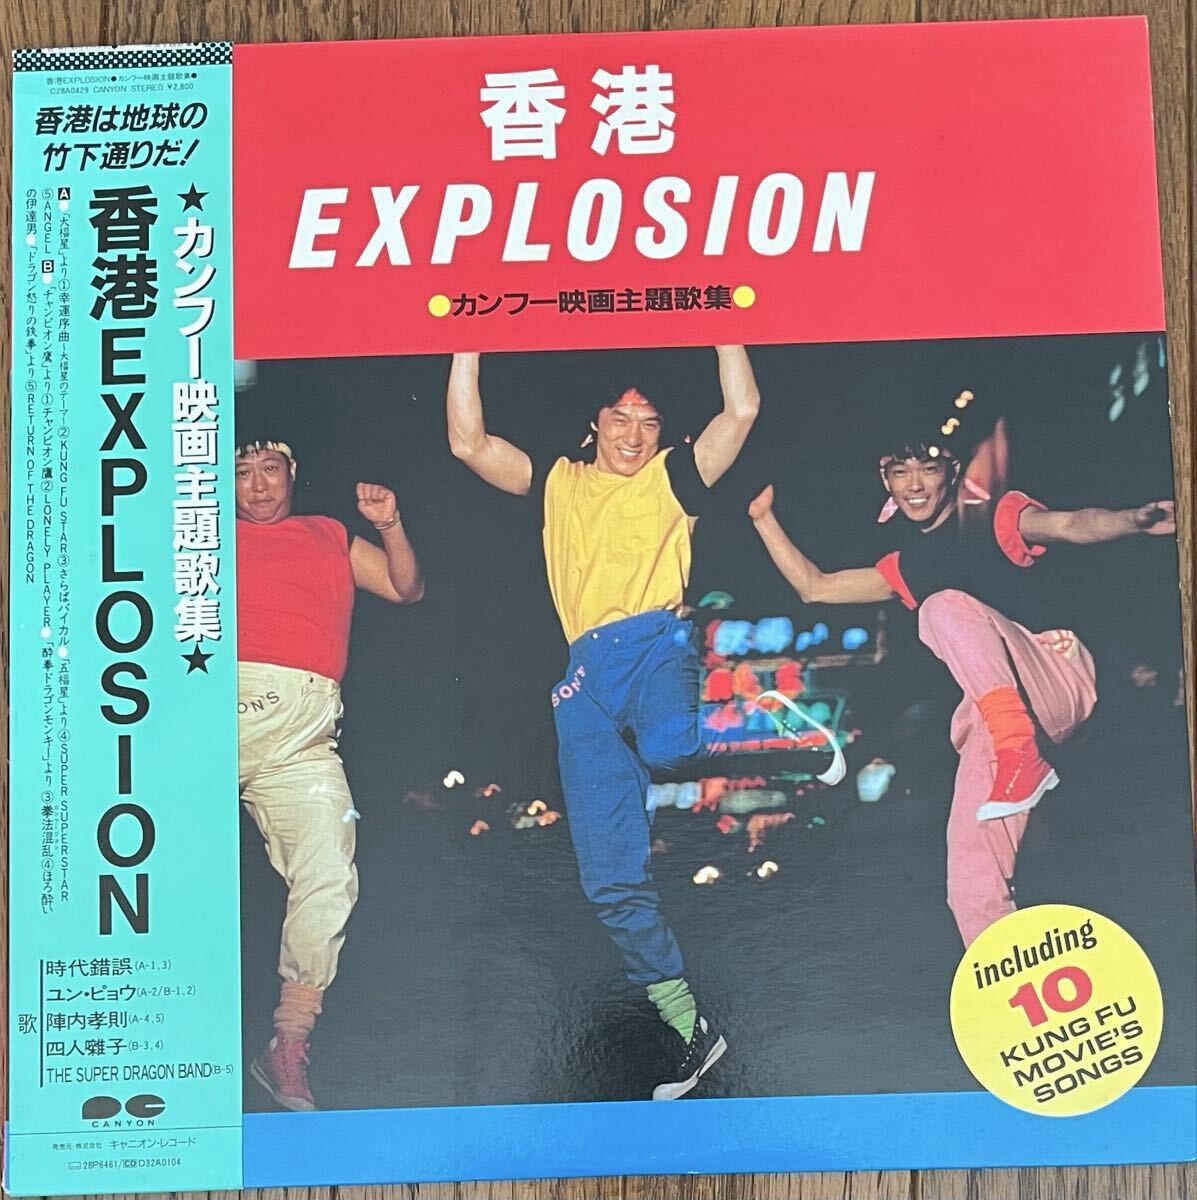 香港EXPLOSION●カンフー映画主題歌集●
C28A0429 CANYON STEREO ¥2,800
香港は地球の
竹下通りだ!
★カンフー映画主題歌集★
香港EXPLOSION
A●「大福星」より①幸運序曲〜大福星のテーマー②KUNG FU STAR③さらばバイカル●「五福星」より④SUPER SUPER STAR
⑤ANGEL B●「チャンピオン鷹」より①チャンピオン鷹②LONELY PLAYER●「酔拳ドラゴンモンキー」より③拳法混乱④ほろ酔い
の伊達男●「ドラゴン怒りの鉄拳」より⑤RETURN OF THE DRAGON
歌
時代錯誤(A-1,3)
ユン・ピョウ(A-2/B-1,2)
陣内孝則(A-4,5)
四人囃子(B-3,4)
THE SUPER DRAGON BAND(B-5)
CANYON
発売元・株式会社 キャニオン・レコード
28P6461/CD D32A0104
香港
EXPLOSION
●カンフー映画主題歌集●
ON'S
SON'S
including
10
KUNG FU
MOVIE'S
SONGS